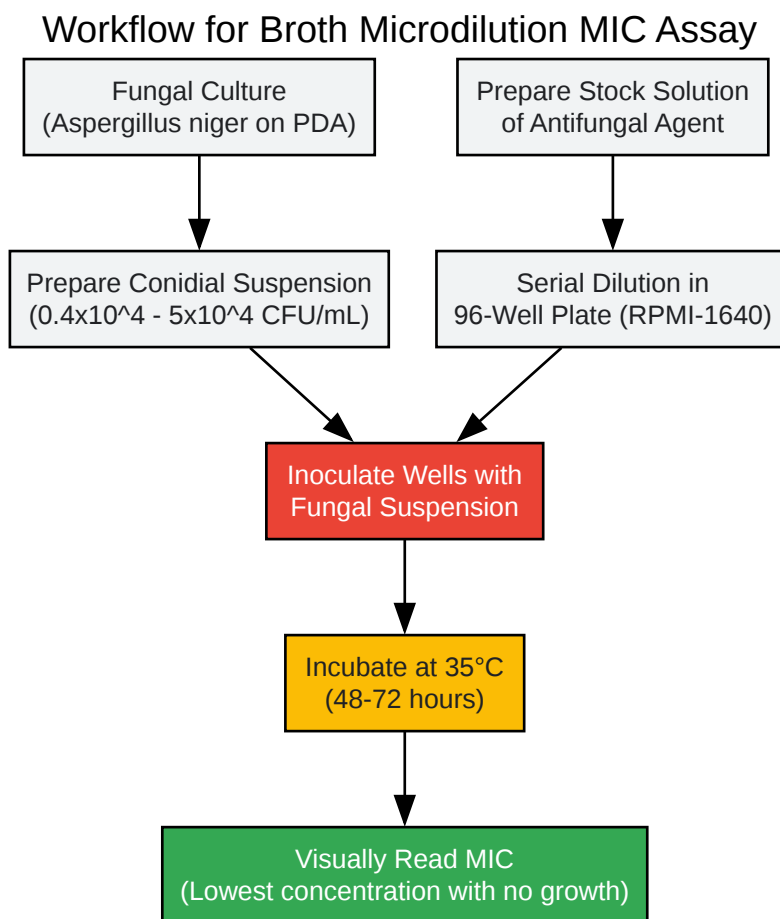 Workflow for Broth Microdilution MIC Assay
Fungal Culture
(Aspergillus niger on PDA)
Prepare Stock Solution
of Antifungal Agent
Prepare Conidial Suspension
(0.4x10^4 - 5x10^4 CFU/mL)
Serial Dilution in
96-Well Plate (RPMI-1640)
Inoculate Wells with
Fungal Suspension
Incubate at 35°C
(48-72 hours)
Visually Read MIC
(Lowest concentration with no growth)